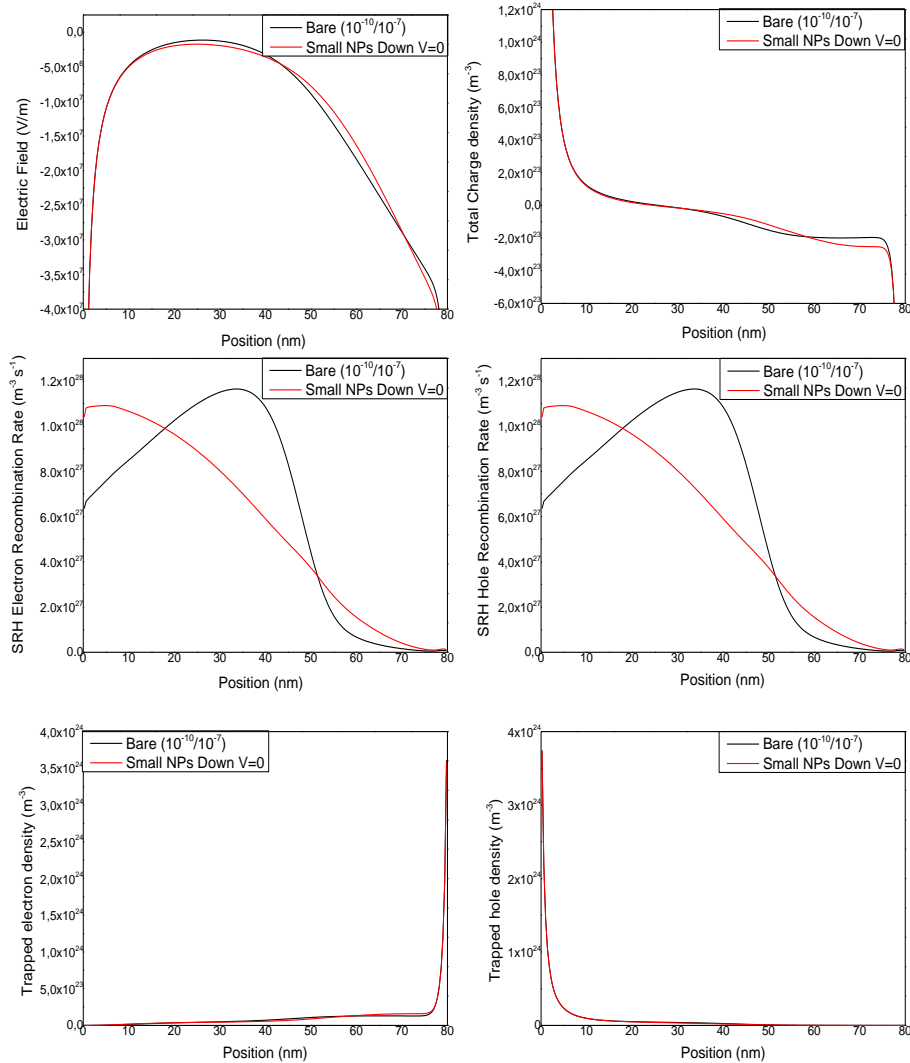 Electric Field (V/m)
0,0
-5,0x10⁶
-1,0x10⁷
-1,5x10⁷
-2,0x10⁷
-2,5x10⁷
-3,0x10⁷
-3,5x10⁷
-4,0x10⁷
0 10 20 30 40 50 60 70 80
Position (nm)
Bare (10⁻¹⁰/10⁻⁷)
Small NPs Down V=0
Total Charge density (m⁻³)
1,2x10²⁴
1,0x10²⁴
8,0x10²³
6,0x10²³
4,0x10²³
2,0x10²³
0,0
-2,0x10²³
-4,0x10²³
-6,0x10²³
0 10 20 30 40 50 60 70 80
Position (nm)
Bare (10⁻¹⁰/10⁻⁷)
Small NPs Down V=0
SRH Electron Recombination Rate (m⁻³ s⁻¹)
1.2x10²⁸
1.0x10²⁸
8.0x10²⁷
6.0x10²⁷
4.0x10²⁷
2.0x10²⁷
0.0
0 10 20 30 40 50 60 70 80
Position (nm)
Bare (10⁻¹⁰/10⁻⁷)
Small NPs Down V=0
SRH Hole Recombination Rate (m⁻³ s⁻¹)
1,2x10²⁸
1,0x10²⁸
8,0x10²⁷
6,0x10²⁷
4,0x10²⁷
2,0x10²⁷
0,0
0 10 20 30 40 50 60 70 80
Position (nm)
Bare (10⁻¹⁰/10⁻⁷)
Small NPs Down V=0
Trapped electron density (m⁻³)
4,0x10²⁴
3,5x10²⁴
3,0x10²⁴
2,5x10²⁴
2,0x10²⁴
1,5x10²⁴
1,0x10²⁴
5,0x10²³
0,0
0 10 20 30 40 50 60 70 80
Position (nm)
Bare (10⁻¹⁰/10⁻⁷)
Small NPs Down V=0
Trapped hole density (m⁻³)
4x10²⁴
3x10²⁴
2x10²⁴
1x10²⁴
0
0 10 20 30 40 50 60 70 80
Position (nm)
Bare (10⁻¹⁰/10⁻⁷)
Small NPs Down V=0